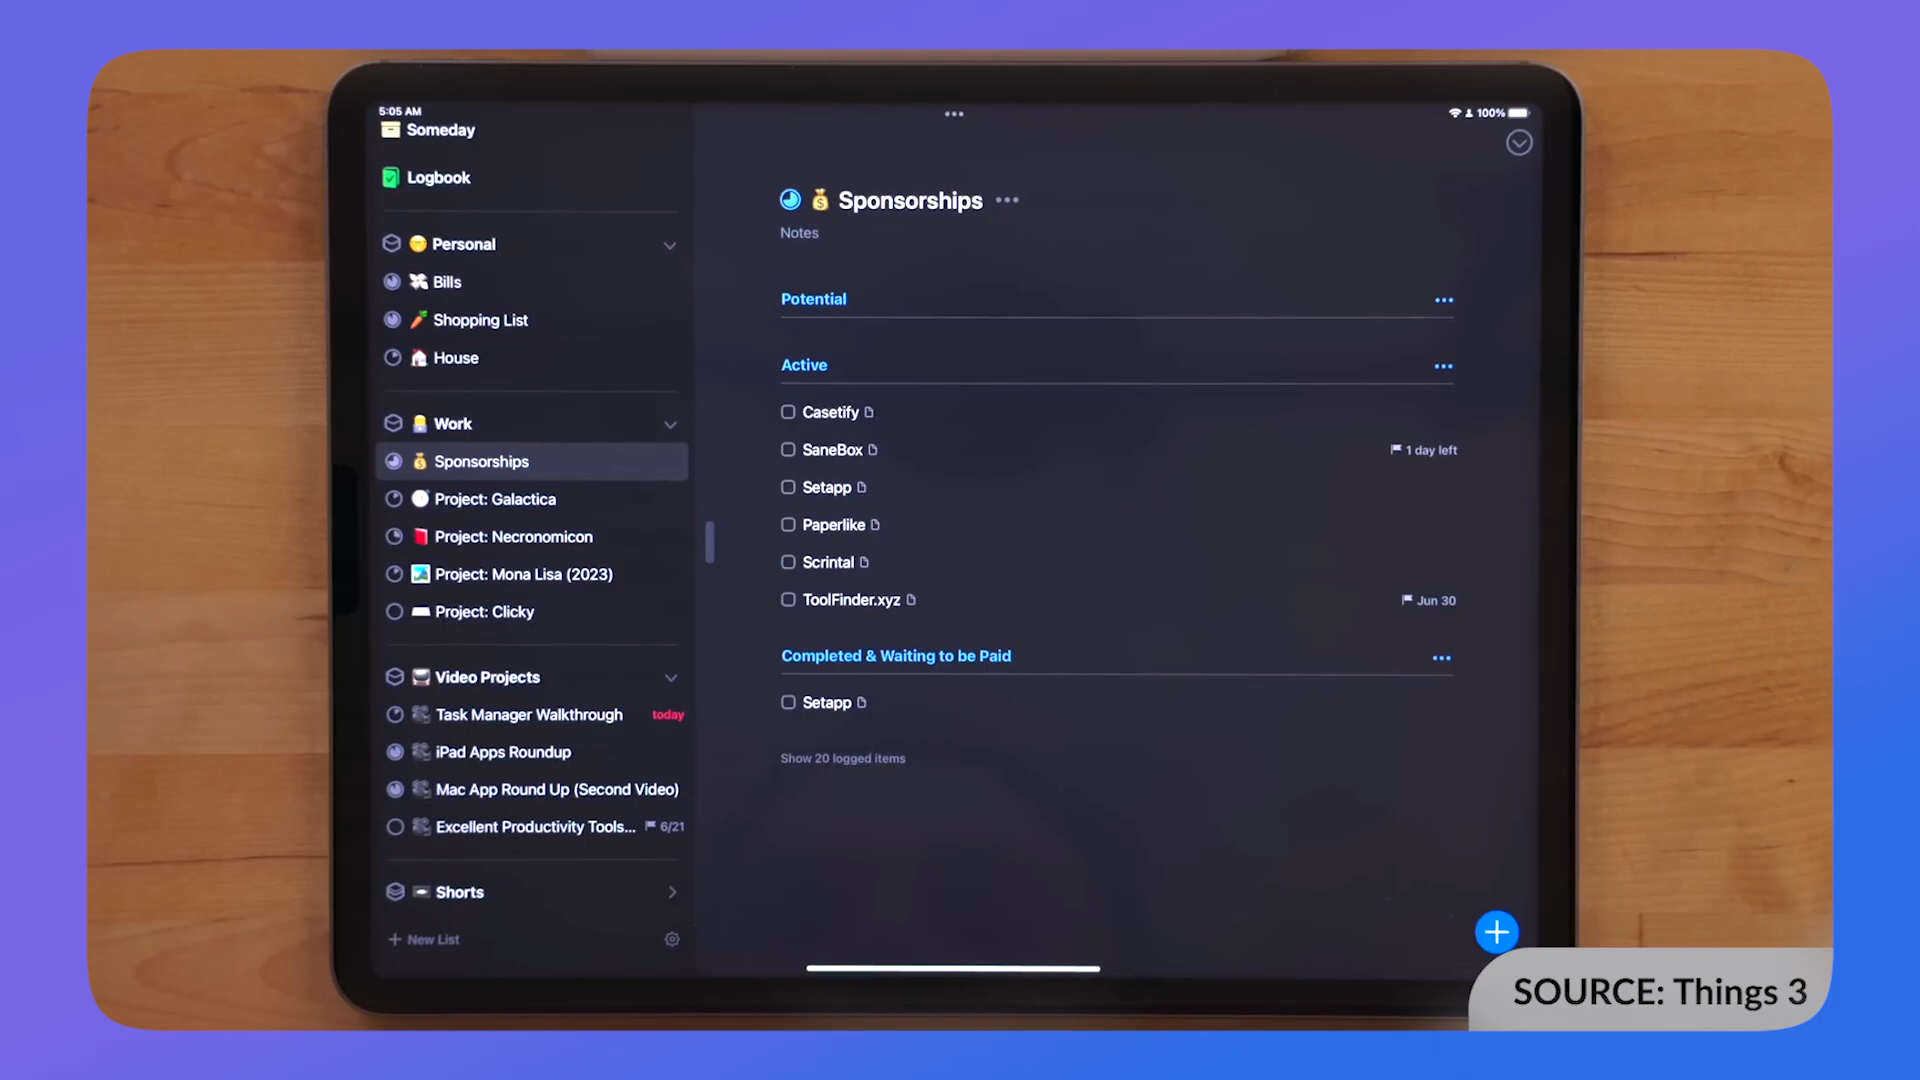 5:05 AM
100%
Someday
Logbook
Personal
Bills
Shopping List
House
Work
Sponsorships
Project: Galactica
Project: Necronomicon
Project: Mona Lisa (2023)
Project: Clicky
Video Projects
Task Manager Walkthrough today
iPad Apps Roundup
Mac App Round Up (Second Video)
Excellent Productivity Tools... 6/21
Shorts
+ New List
Sponsorships
Notes
Potential
Active
Casetify
SaneBox 1 day left
Setapp
Paperlike
Scrintal
ToolFinder.xyz Jun 30
Completed & Waiting to be Paid
Setapp
Show 20 logged items
SOURCE: Things 3